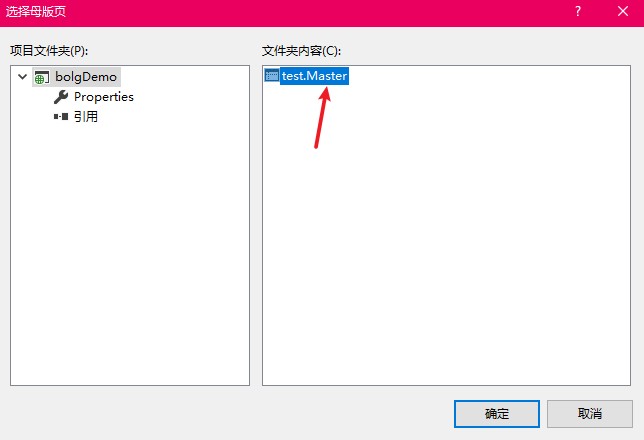 选择母版页
项目文件夹(P):
文件夹内容(C):
bolgDemo
Properties
引用
test.Master
确定
取消